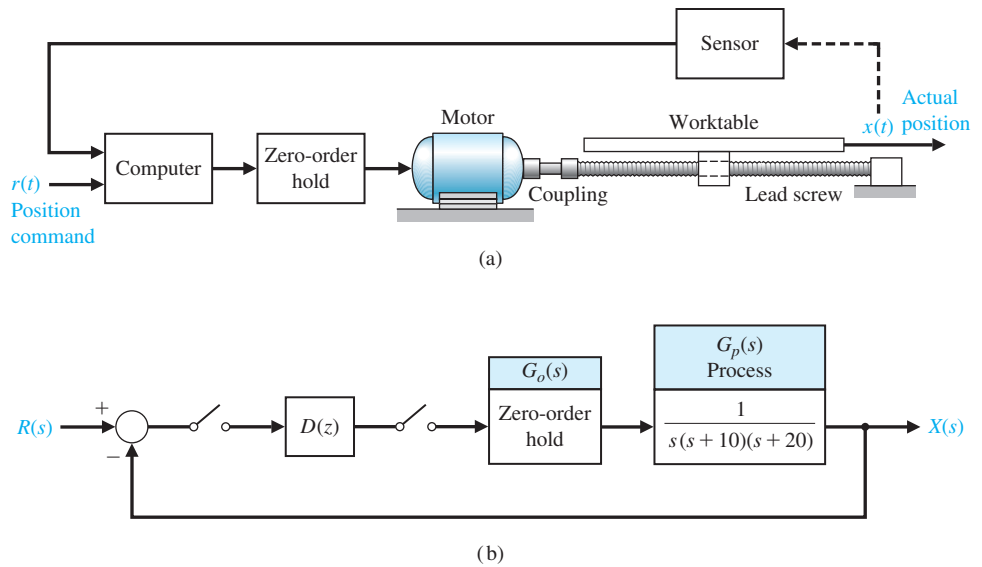 Sensor
Actual
position
x(t)
Motor
Worktable
Computer
Zero-order
hold
r(t)
Position
command
Coupling
Lead screw
(a)
G_p(s)
Process
G_o(s)
R(s)
+
−
D(z)
Zero-order
hold
1
s(s + 10)(s + 20)
X(s)
(b)